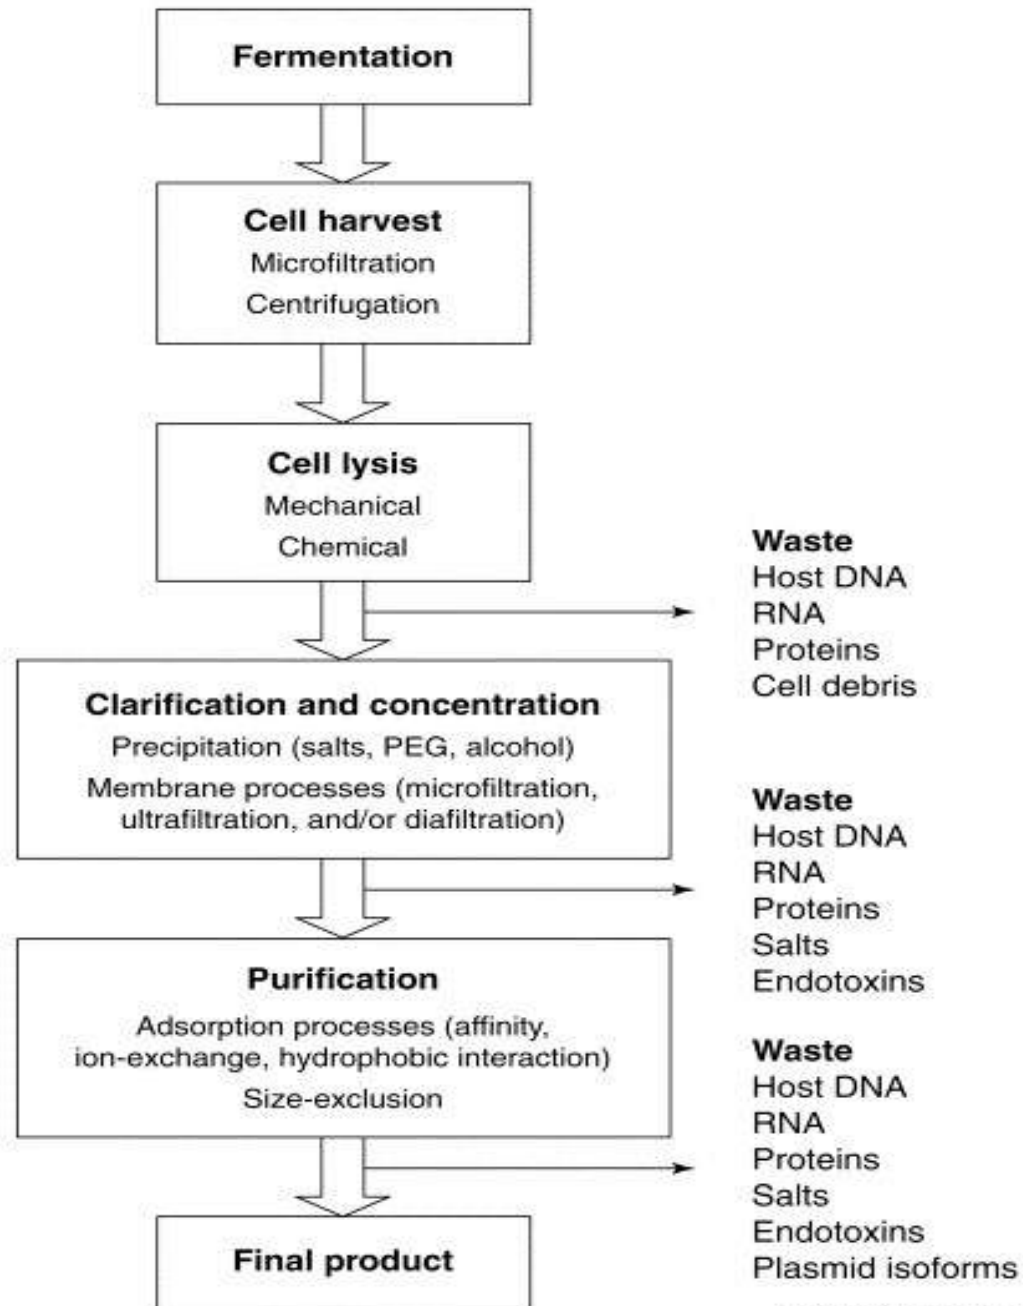 Fermentation
Cell harvest
Microfiltration
Centrifugation
Cell lysis
Mechanical
Chemical
Waste
Host DNA
RNA
Proteins
Cell debris
Clarification and concentration
Precipitation (salts, PEG, alcohol)
Membrane processes (microfiltration,
ultrafiltration, and/or diafiltration)
Waste
Host DNA
RNA
Proteins
Salts
Endotoxins
Purification
Adsorption processes (affinity,
ion-exchange, hydrophobic interaction)
Size-exclusion
Waste
Host DNA
RNA
Proteins
Salts
Endotoxins
Plasmid isoforms
Final product